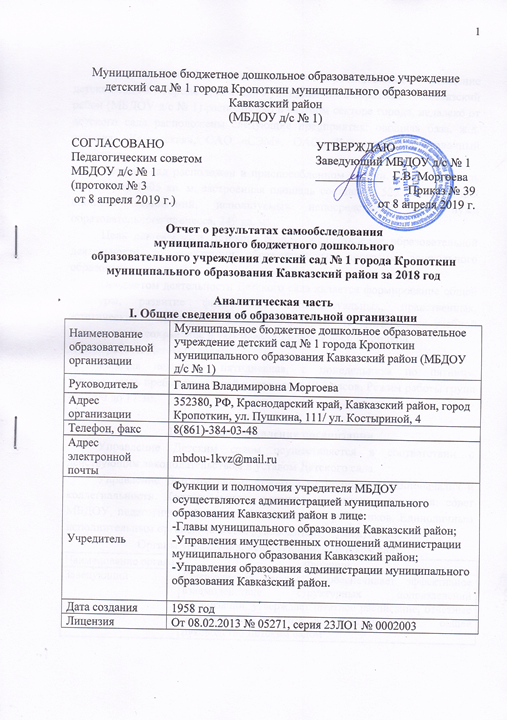 1
Муниципальное бюджетное дошкольное образовательное учреждение
детский сад № 1 города Кропоткин муниципального образования
Кавказский район
(МБДОУ д/с № 1)
СОГЛАСОВАНО
Педагогическим советом
МБДОУ д/с № 1
(протокол № 3
от 8 апреля 2019 г.)
УТВЕРЖДАЮ
Заведующий МБДОУ д/с № 1
Г.В. Моргоева
Приказ № 39
от 8 апреля 2019 г.
Отчет о результатах самообследования
муниципального бюджетного дошкольного
образовательного учреждения детский сад № 1 города Кропоткин
муниципального образования Кавказский район за 2018 год
Аналитическая часть
I. Общие сведения об образовательной организации
Наименование
образовательной
организации
Муниципальное бюджетное дошкольное образовательное
учреждение детский сад № 1 города Кропоткин
муниципального образования Кавказский район (МБДОУ
д/с № 1)
Руководитель
Галина Владимировна Моргоева
Адрес
организации
352380, РФ, Краснодарский край, Кавказский район, город
Кропоткин, ул. Пушкина, 111/ ул. Костыриной, 4
Телефон, факс
8(861)-384-03-48
Адрес
электронной
почты
mbdou-1kvz@mail.ru
Учредитель
Функции и полномочия учредителя МБДОУ
осуществляются администрацией муниципального
образования Кавказский район в лице:
-Главы муниципального образования Кавказский район;
-Управления имущественных отношений администрации
муниципального образования Кавказский район;
-Управления образования администрации муниципального
образования Кавказский район.
Дата создания
1958 год
Лицензия
От 08.02.2013 № 05271, серия 23ЛО1 № 0002003